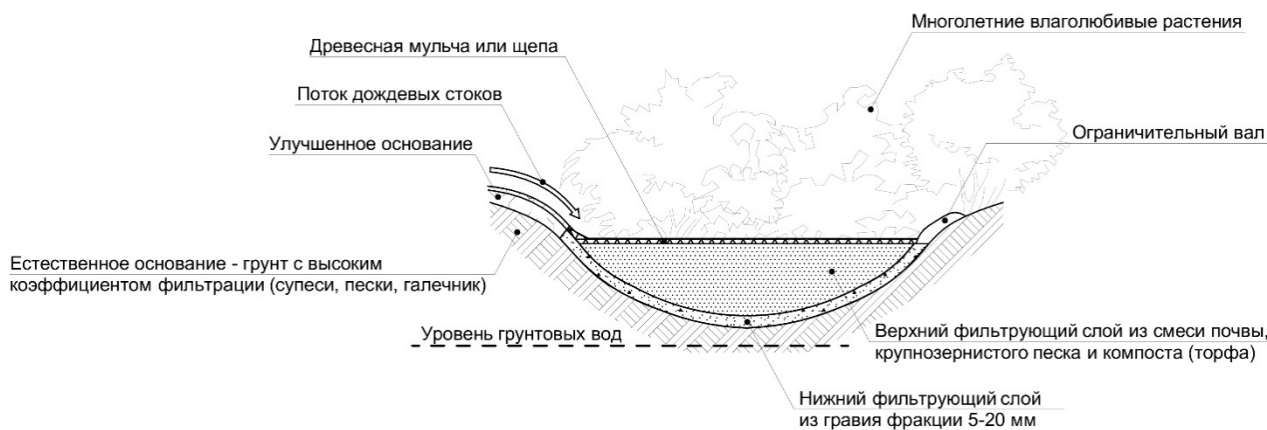 Многолетние влаголюбивые растения
Древесная мульча или щепа
Поток дождевых стоков
Ограничительный вал
Улучшенное основание
Естественное основание - грунт с высоким
коэффициентом фильтрации (супеси, пески, галечник)
Уровень грунтовых вод
Верхний фильтрующий слой из смеси почвы,
крупнозернистого песка и компоста (торфа)
Нижний фильтрующий слой
из гравия фракции 5-20 мм